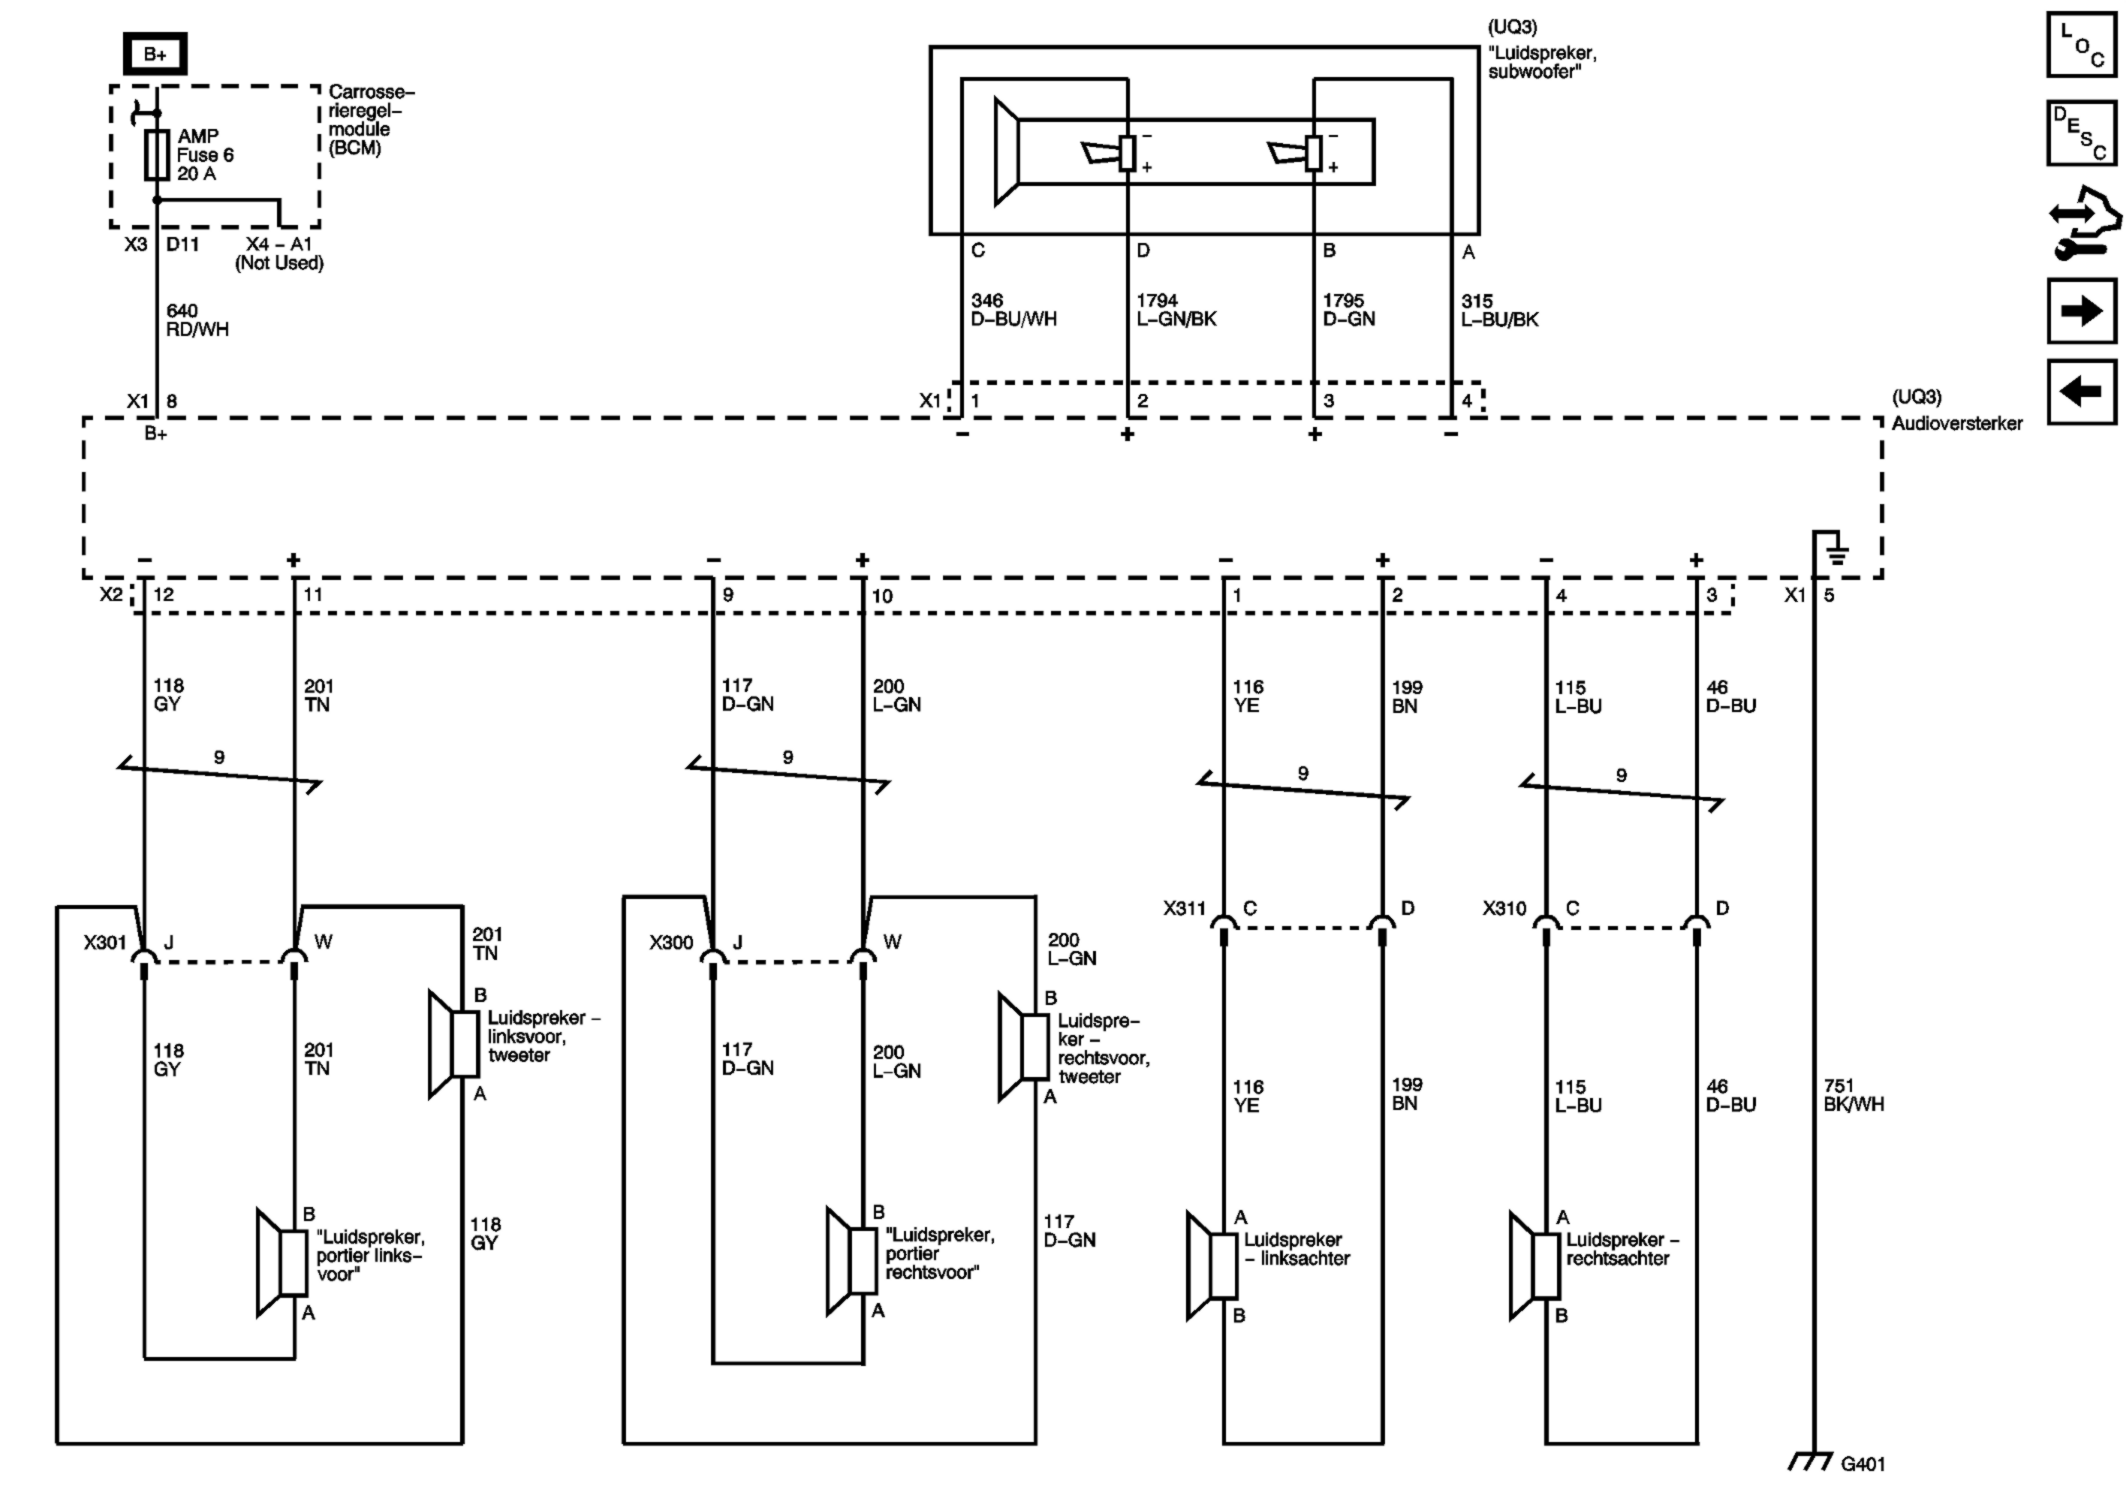 B+
Carrosse–
rieregel–
module
(BCM)
AMP
Fuse 6
20 A
X3 D11
X4 – A1
(Not Used)
640
RD/WH
X1 8
B+
(UQ3)
"Luidspreker,
subwoofer"
–
+
–
+
C
D
B
A
346
D–BU/WH
1794
L–GN/BK
1795
D–GN
315
L–BU/BK
X1 1 2 3 4
– + + –
(UQ3)
Audioversterker
L
O
C
D
E
S
C
– + – + – + – +
X2 12 11 9 10 1 2 4 3 X1 5
118
GY
201
TN
117
D–GN
200
L–GN
116
YE
199
BN
115
L–BU
46
D–BU
9
9
9
9
X301 J W
201
TN
X300 J W
200
L–GN
X311 C D
X310 C D
B
Luidspreker –
linksvoor,
tweeter
A
B
Luidspre–
ker –
rechtsvoor,
tweeter
A
118
GY
201
TN
117
D–GN
200
L–GN
116
YE
199
BN
115
L–BU
46
D–BU
751
BK/WH
B
"Luidspreker,
portier links–
voor"
A
118
GY
B
"Luidspreker,
portier
rechtsvoor"
A
117
D–GN
A
Luidspreker
– linksachter
B
A
Luidspreker –
rechtsachter
B
G401